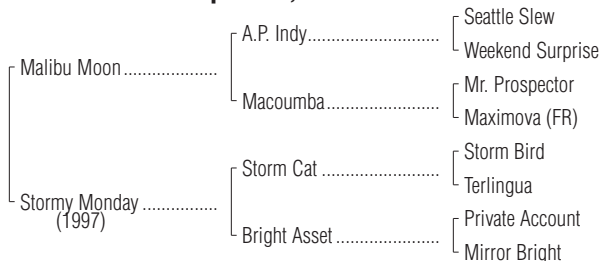 Seattle Slew
A.P. Indy
Weekend Surprise
Malibu Moon
Mr. Prospector
Macoumba
Maximova (FR)
Storm Bird
Storm Cat
Terlingua
Stormy Monday
(1997)
Private Account
Bright Asset
Mirror Bright